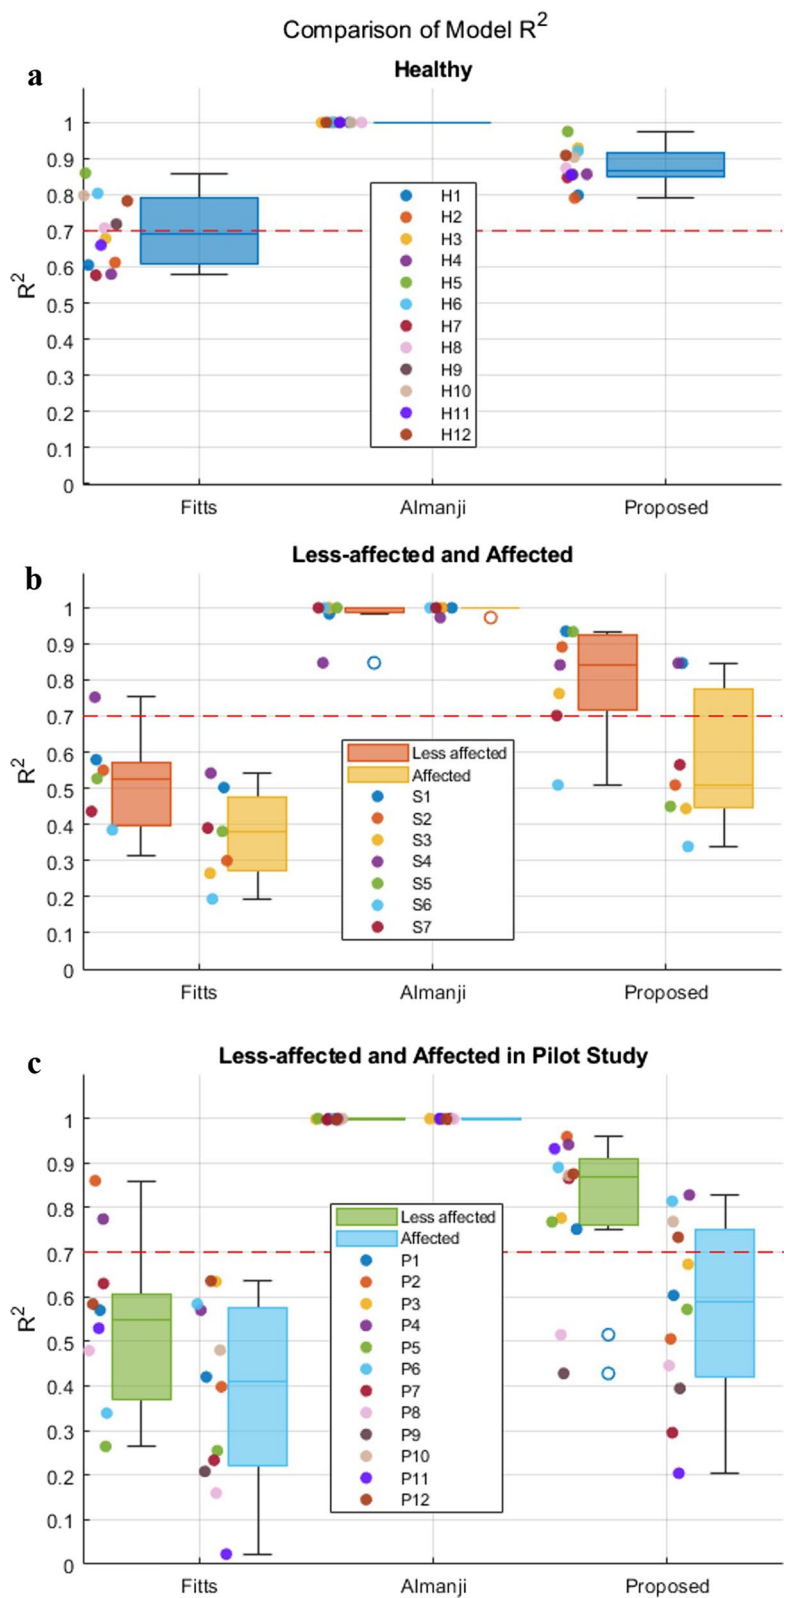 Comparison of Model R²
a
Healthy
1
0.9
0.8
0.7
0.6
0.5
0.4
0.3
0.2
0.1
0
R²
H1
H2
H3
H4
H5
H6
H7
H8
H9
H10
H11
H12
Fitts Almanji Proposed
b
Less-affected and Affected
1
0.9
0.8
0.7
0.6
0.5
0.4
0.3
0.2
0.1
0
R²
Less affected
Affected
S1
S2
S3
S4
S5
S6
S7
Fitts Almanji Proposed
c
Less-affected and Affected in Pilot Study
1
0.9
0.8
0.7
0.6
0.5
0.4
0.3
0.2
0.1
0
R²
Less affected
Affected
P1
P2
P3
P4
P5
P6
P7
P8
P9
P10
P11
P12
Fitts Almanji Proposed